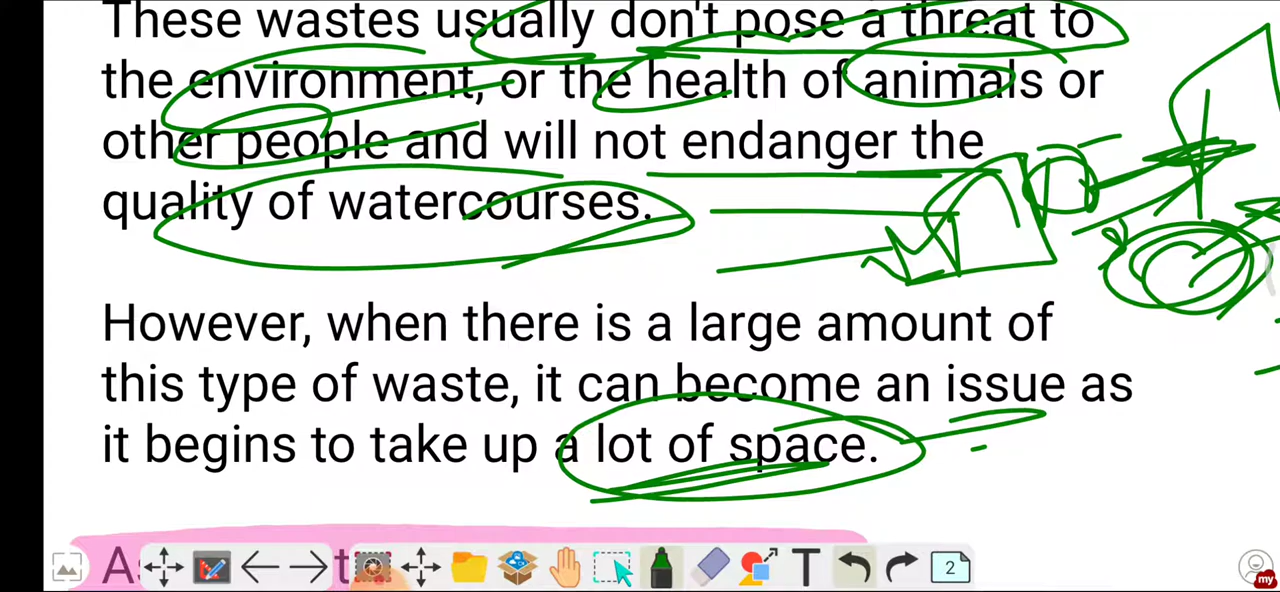 These wastes usually don't pose a threat to
the environment, or the health of animals or
other people and will not endanger the
quality of watercourses.
However, when there is a large amount of
this type of waste, it can become an issue as
it begins to take up a lot of space.
T
2
my